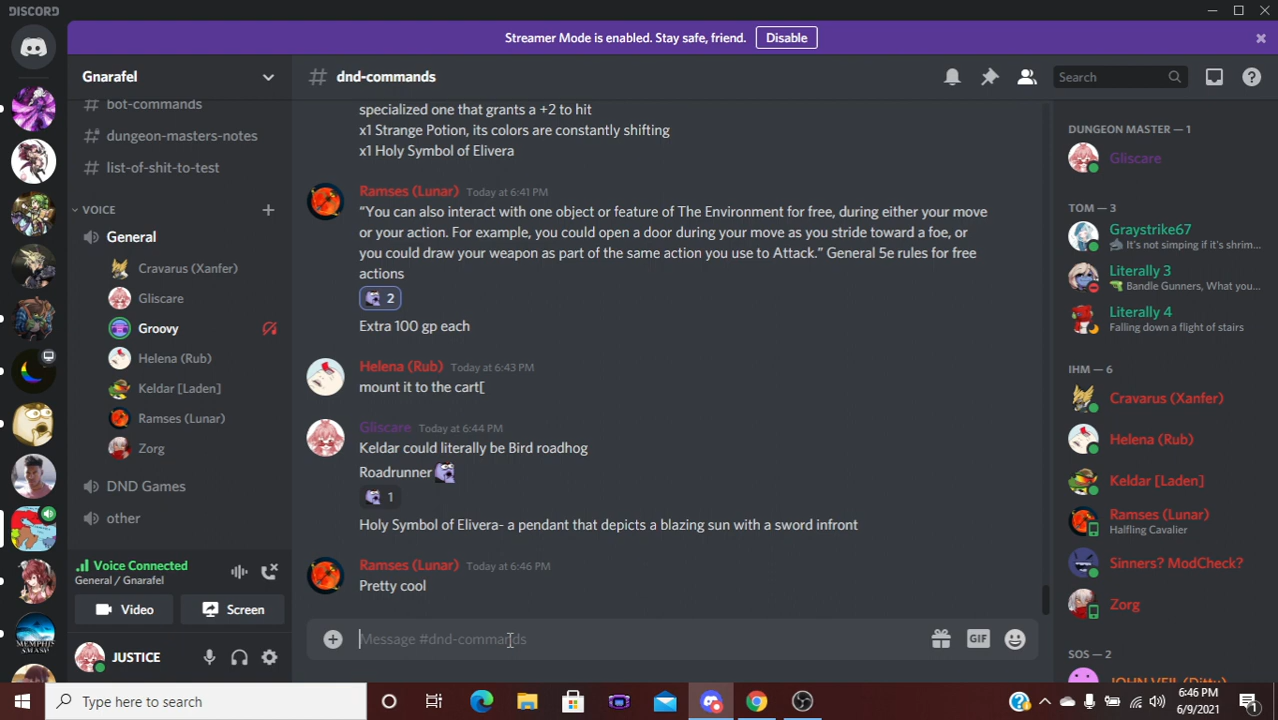 DISCORD
Streamer Mode is enabled. Stay safe, friend.
Disable
Gnarafel
# bot-commands
# dungeon-masters-notes
# list-of-shit-to-test
VOICE
General
Cravarus (Xanfer)
Gliscare
Groovy
Helena (Rub)
Keldar [Laden]
Ramses (Lunar)
Zorg
DND Games
other
Voice Connected
General / Gnarafel
Video
Screen
JUSTICE
# dnd-commands
Search
specialized one that grants a +2 to hit
x1 Strange Potion, its colors are constantly shifting
x1 Holy Symbol of Elivera
Ramses (Lunar) Today at 6:41 PM
“You can also interact with one object or feature of The Environment for free, during either your move
or your action. For example, you could open a door during your move as you stride toward a foe, or
you could draw your weapon as part of the same action you use to Attack.” General 5e rules for free
actions
2
Extra 100 gp each
Helena (Rub) Today at 6:43 PM
mount it to the cart[
Gliscare Today at 6:44 PM
Keldar could literally be Bird roadhog
Roadrunner
1
Holy Symbol of Elivera- a pendant that depicts a blazing sun with a sword infront
Ramses (Lunar) Today at 6:46 PM
Pretty cool
Message #dnd-commands
GIF
DUNGEON MASTER — 1
Gliscare
TOM — 3
Graystrike67
It's not simping if it's shrim...
Literally 3
Bandle Gunners, What you...
Literally 4
Falling down a flight of stairs
IHM — 6
Cravarus (Xanfer)
Helena (Rub)
Keldar [Laden]
Ramses (Lunar)
Halfling Cavalier
Sinners? ModCheck?
Zorg
SOS — 2
JOHN VEIL (Ditty)
MEMPHIS
SMASH
Type here to search
6:46 PM
6/9/2021
1